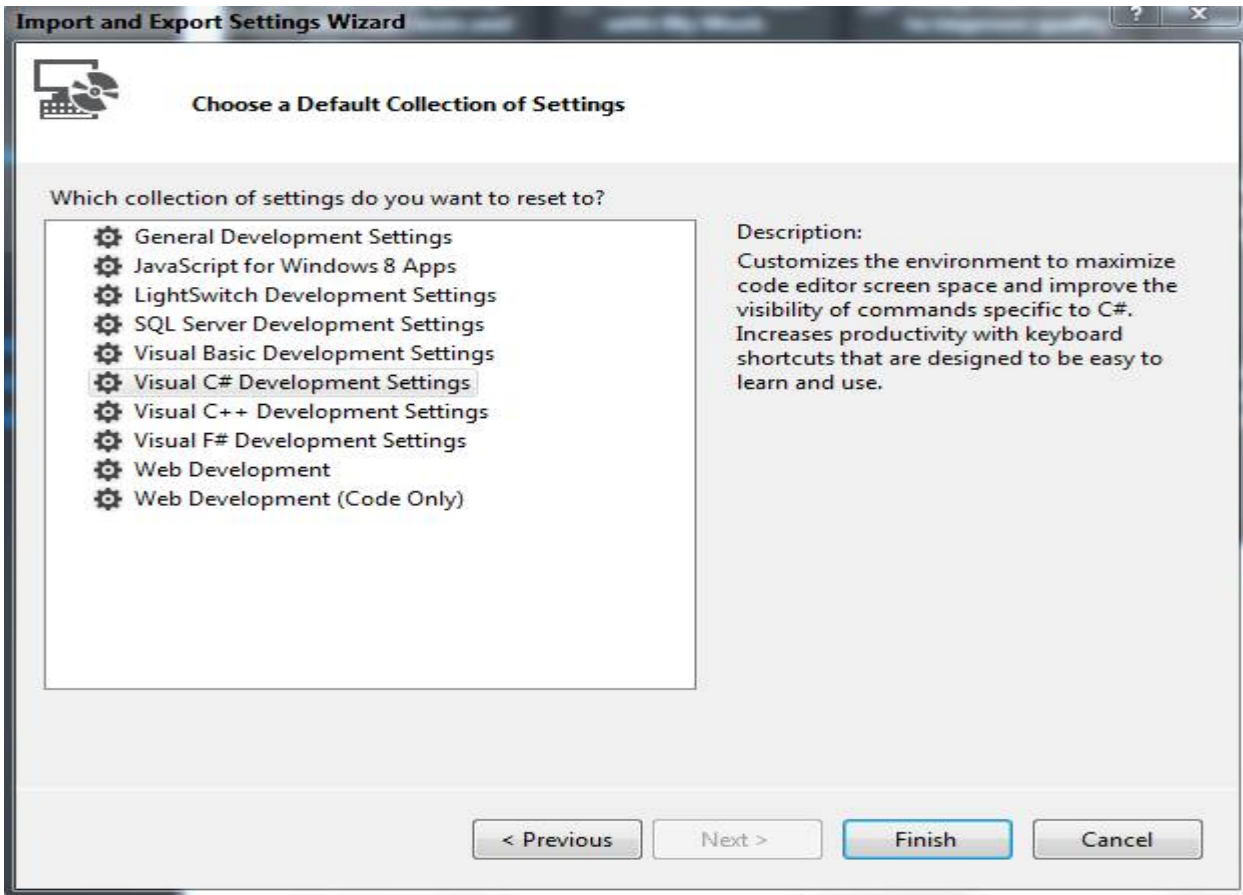 Import and Export Settings Wizard
Choose a Default Collection of Settings
Which collection of settings do you want to reset to?
General Development Settings
JavaScript for Windows 8 Apps
LightSwitch Development Settings
SQL Server Development Settings
Visual Basic Development Settings
Visual C# Development Settings
Visual C++ Development Settings
Visual F# Development Settings
Web Development
Web Development (Code Only)
Description:
Customizes the environment to maximize
code editor screen space and improve the
visibility of commands specific to C#.
Increases productivity with keyboard
shortcuts that are designed to be easy to
learn and use.
< Previous
Next >
Finish
Cancel